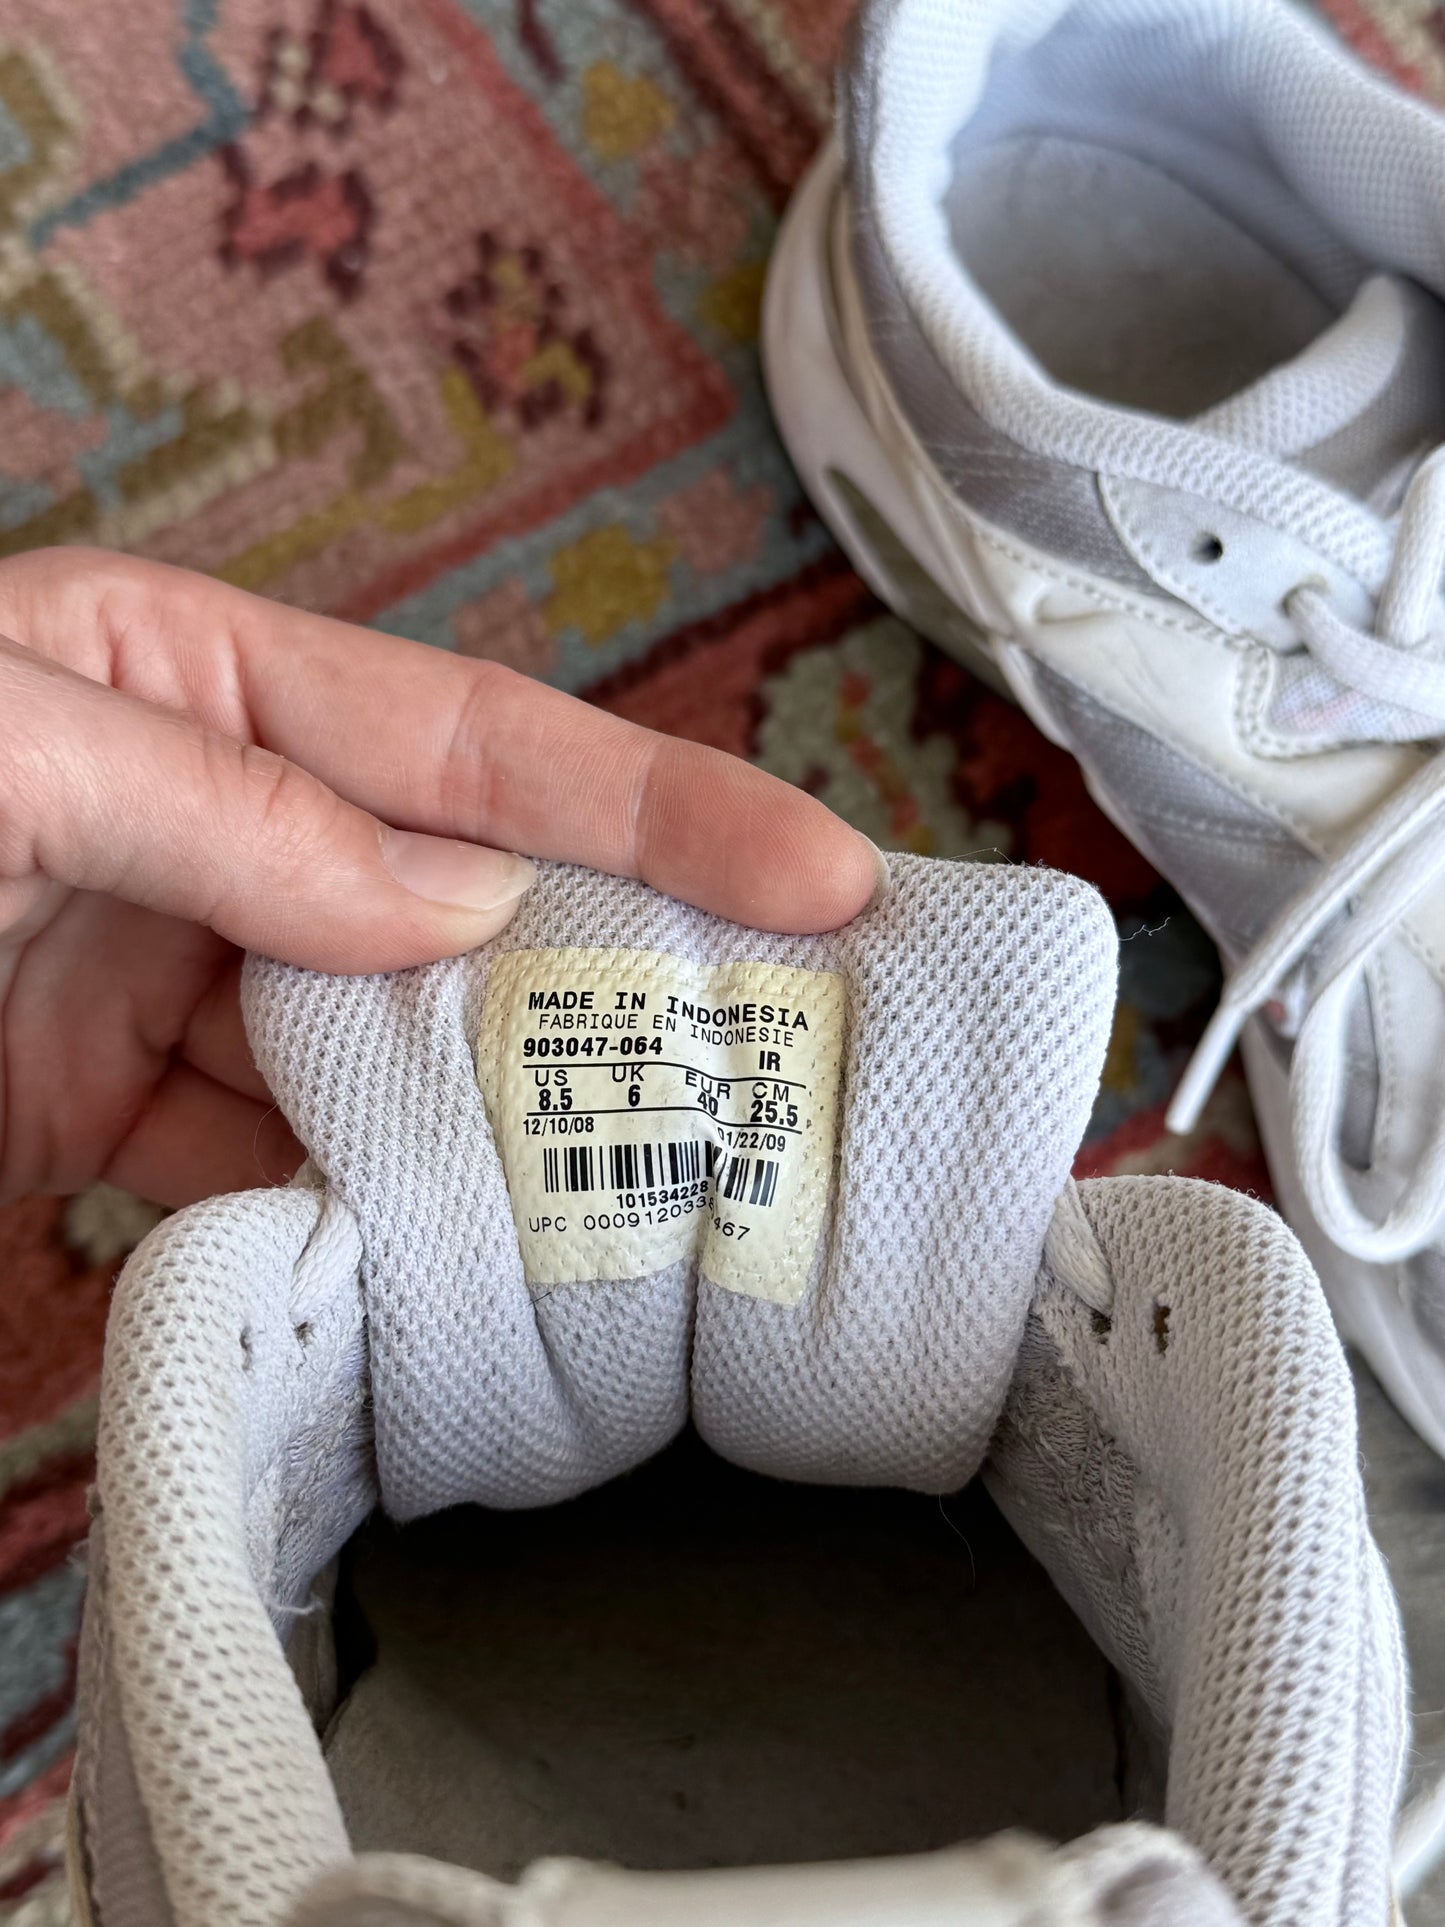 MADE IN INDONESIA
FABRIQUE EN INDONESIE
903047-064 IR
US UK EUR CM
8.5 6 40 25.5
12/10/08 01/22/09
101534228
UPC